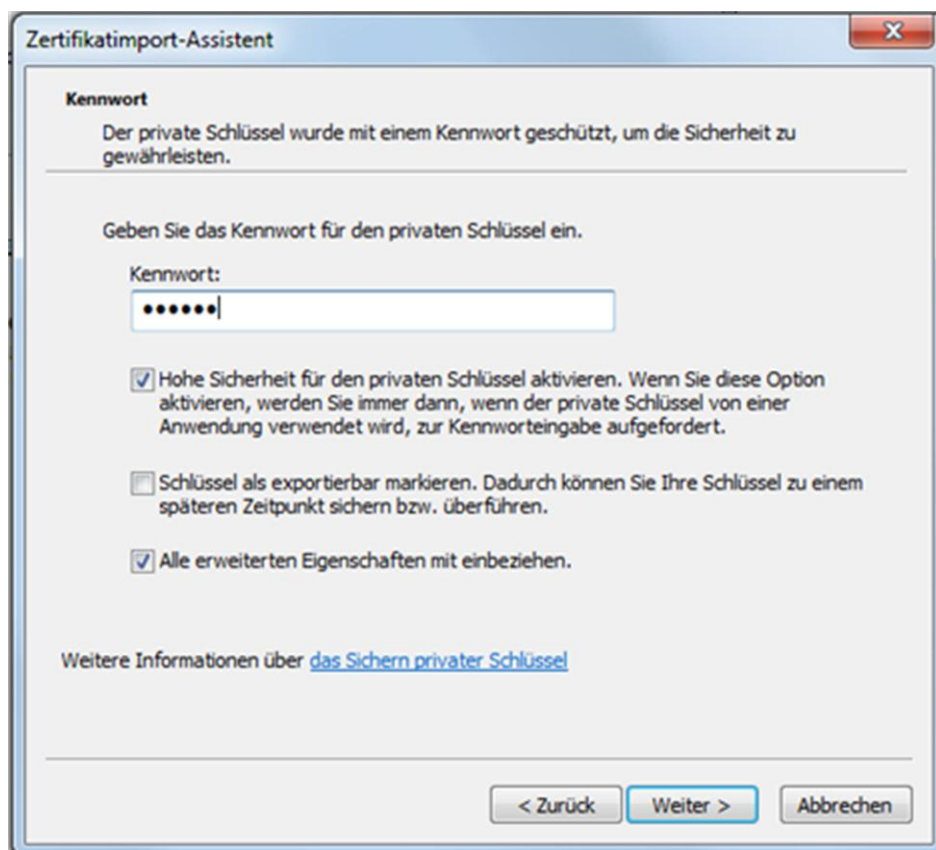 Zertifikatimport-Assistent
Kennwort
Der private Schlüssel wurde mit einem Kennwort geschützt, um die Sicherheit zu
gewährleisten.
Geben Sie das Kennwort für den privaten Schlüssel ein.
Kennwort:
••••••
Hohe Sicherheit für den privaten Schlüssel aktivieren. Wenn Sie diese Option
aktivieren, werden Sie immer dann, wenn der private Schlüssel von einer
Anwendung verwendet wird, zur Kennworteingabe aufgefordert.
Schlüssel als exportierbar markieren. Dadurch können Sie Ihre Schlüssel zu einem
späteren Zeitpunkt sichern bzw. überführen.
Alle erweiterten Eigenschaften mit einbeziehen.
Weitere Informationen über das Sichern privater Schlüssel
< Zurück Weiter > Abbrechen